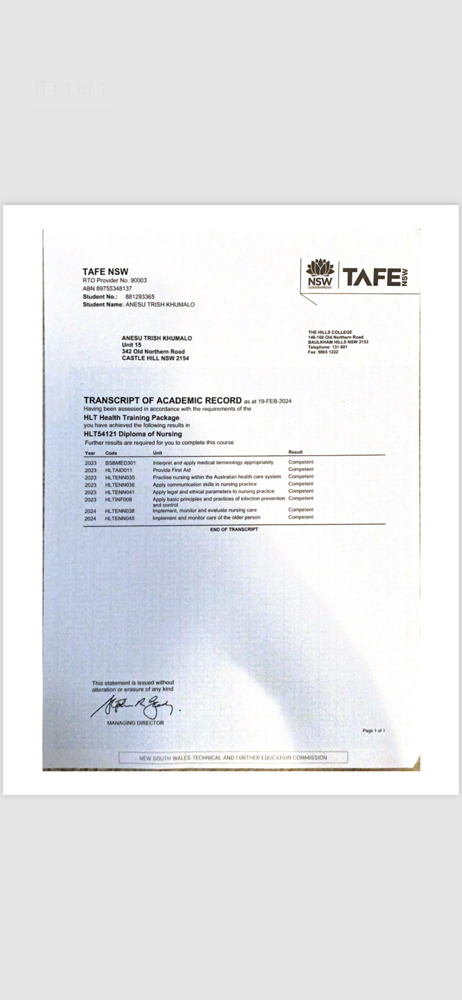 1 of 1
TAFE NSW
RTO Provider No. 90003
ABN 89755348137
Student No.: 881293365
Student Name: ANESU TRISH KHUMALO
NSW
GOVERNMENT
TAFE NSW
ANESU TRISH KHUMALO
Unit 15
342 Old Northern Road
CASTLE HILL NSW 2154
THE HILLS COLLEGE
146-160 Old Northern Road
BAULKHAM HILLS NSW 2153
Telephone: 131 601
Fax: 9865 1222
TRANSCRIPT OF ACADEMIC RECORD as at 19-FEB-2024
Having been assessed in accordance with the requirements of the
HLT Health Training Package
you have achieved the following results in
HLT54121 Diploma of Nursing
Further results are required for you to complete this course
Year Code Unit Result
2023 BSBMED301 Interpret and apply medical terminology appropriately Competent
2023 HLTAID011 Provide First Aid Competent
2023 HLTENN035 Practise nursing within the Australian health care system Competent
2023 HLTENN036 Apply communication skills in nursing practice Competent
2023 HLTENN041 Apply legal and ethical parameters to nursing practice Competent
2023 HLTINF006 Apply basic principles and practices of infection prevention Competent
and control
2024 HLTENN038 Implement, monitor and evaluate nursing care Competent
2024 HLTENN045 Implement and monitor care of the older person Competent
END OF TRANSCRIPT
This statement is issued without
alteration or erasure of any kind
MANAGING DIRECTOR
Page 1 of 1
NEW SOUTH WALES TECHNICAL AND FURTHER EDUCATION COMMISSION